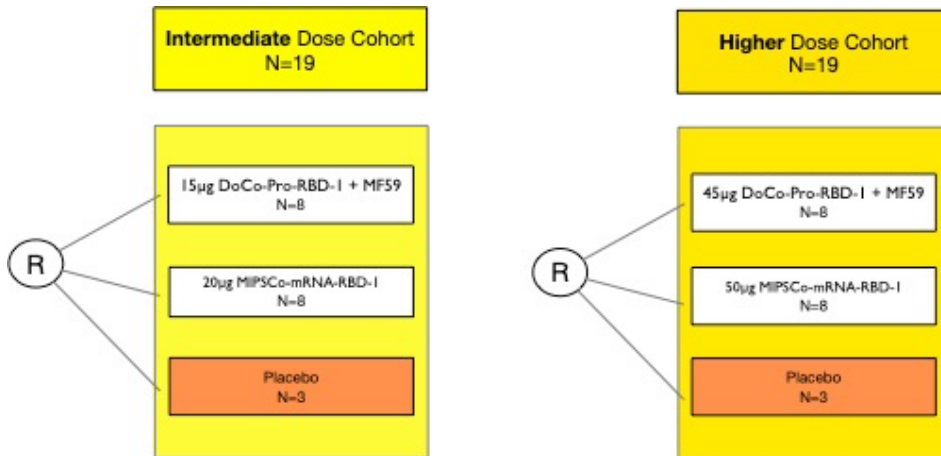 Intermediate Dose Cohort
N=19
15µg DoCo-Pro-RBD-1 + MF59
N=8
R
20µg MIPSCo-mRNA-RBD-1
N=8
Placebo
N=3
Higher Dose Cohort
N=19
45µg DoCo-Pro-RBD-1 + MF59
N=8
R
50µg MIPSCo-mRNA-RBD-1
N=8
Placebo
N=3